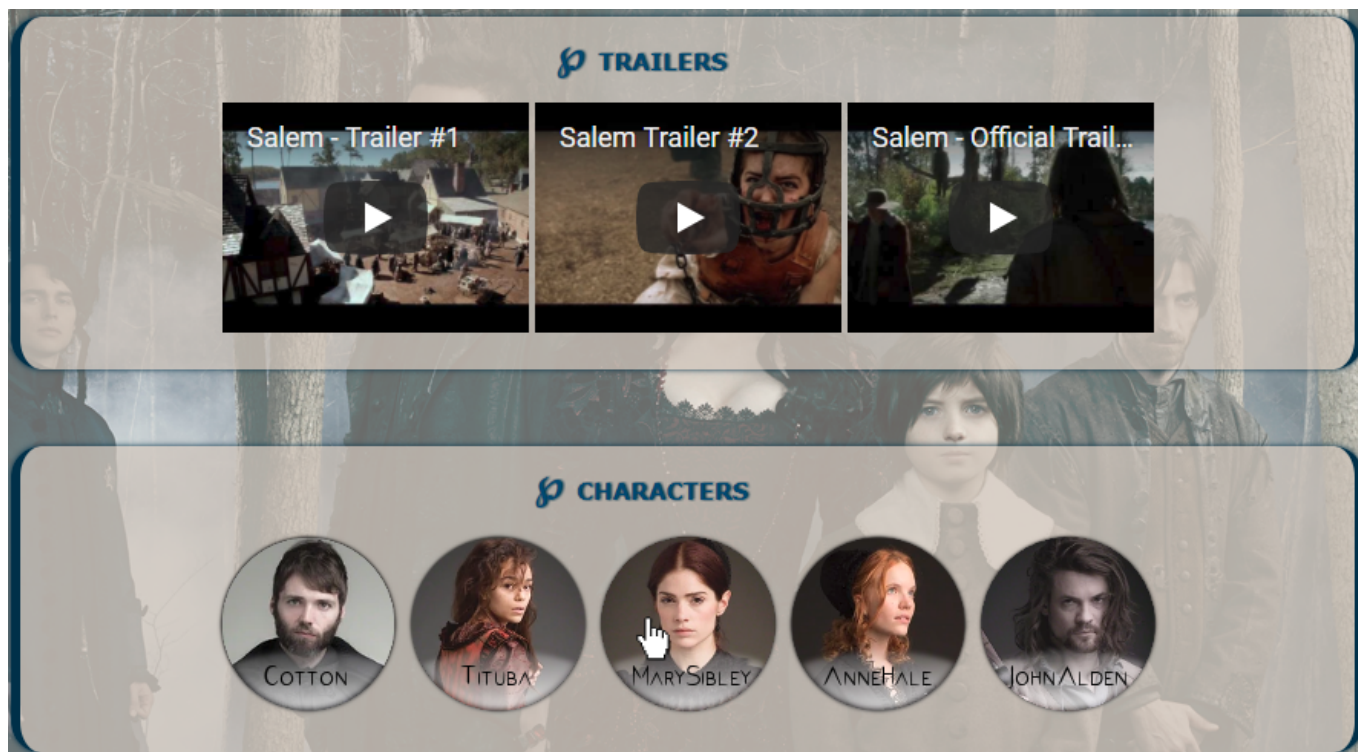 ℘ TRAILERS
Salem - Trailer #1
Salem Trailer #2
Salem - Official Trail...
℘ CHARACTERS
COTTON
TITUBA
MARYSIBLEY
ANNEHALE
JOHNALDEN